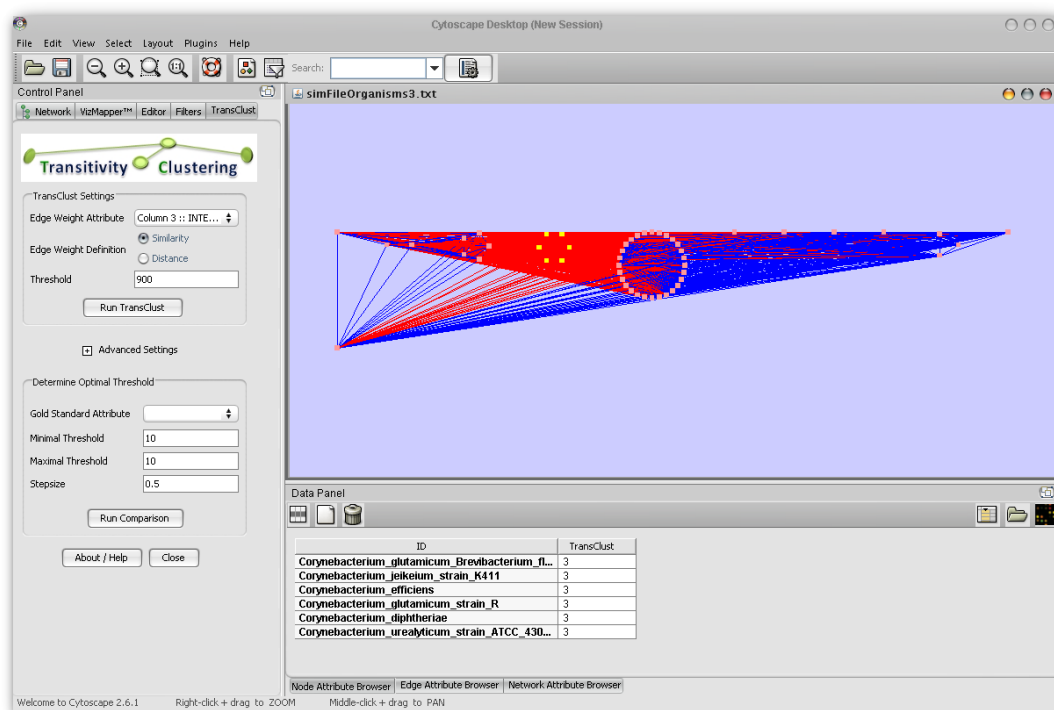 Cytoscape Desktop (New Session)
File Edit View Select Layout Plugins Help
Search:
Control Panel
Network VizMapper™ Editor Filters TransClust
Transitivity Clustering
TransClust Settings
Edge Weight Attribute Column 3 :: INTE...
Edge Weight Definition Similarity
Distance
Threshold 900
Run TransClust
Advanced Settings
Determine Optimal Threshold
Gold Standard Attribute
Minimal Threshold 10
Maximal Threshold 10
Stepsize 0.5
Run Comparison
About / Help Close
simFileOrganisms3.txt
Data Panel
ID TransClust
Corynebacterium_glutamicum_Brevibacterium_fl... 3
Corynebacterium_jeikeium_strain_K411 3
Corynebacterium_efficiens 3
Corynebacterium_glutamicum_strain_R 3
Corynebacterium_diphtheriae 3
Corynebacterium_urealyticum_strain_ATCC_430... 3
Node Attribute Browser Edge Attribute Browser Network Attribute Browser
Welcome to Cytoscape 2.6.1 Right-click + drag to ZOOM Middle-click + drag to PAN